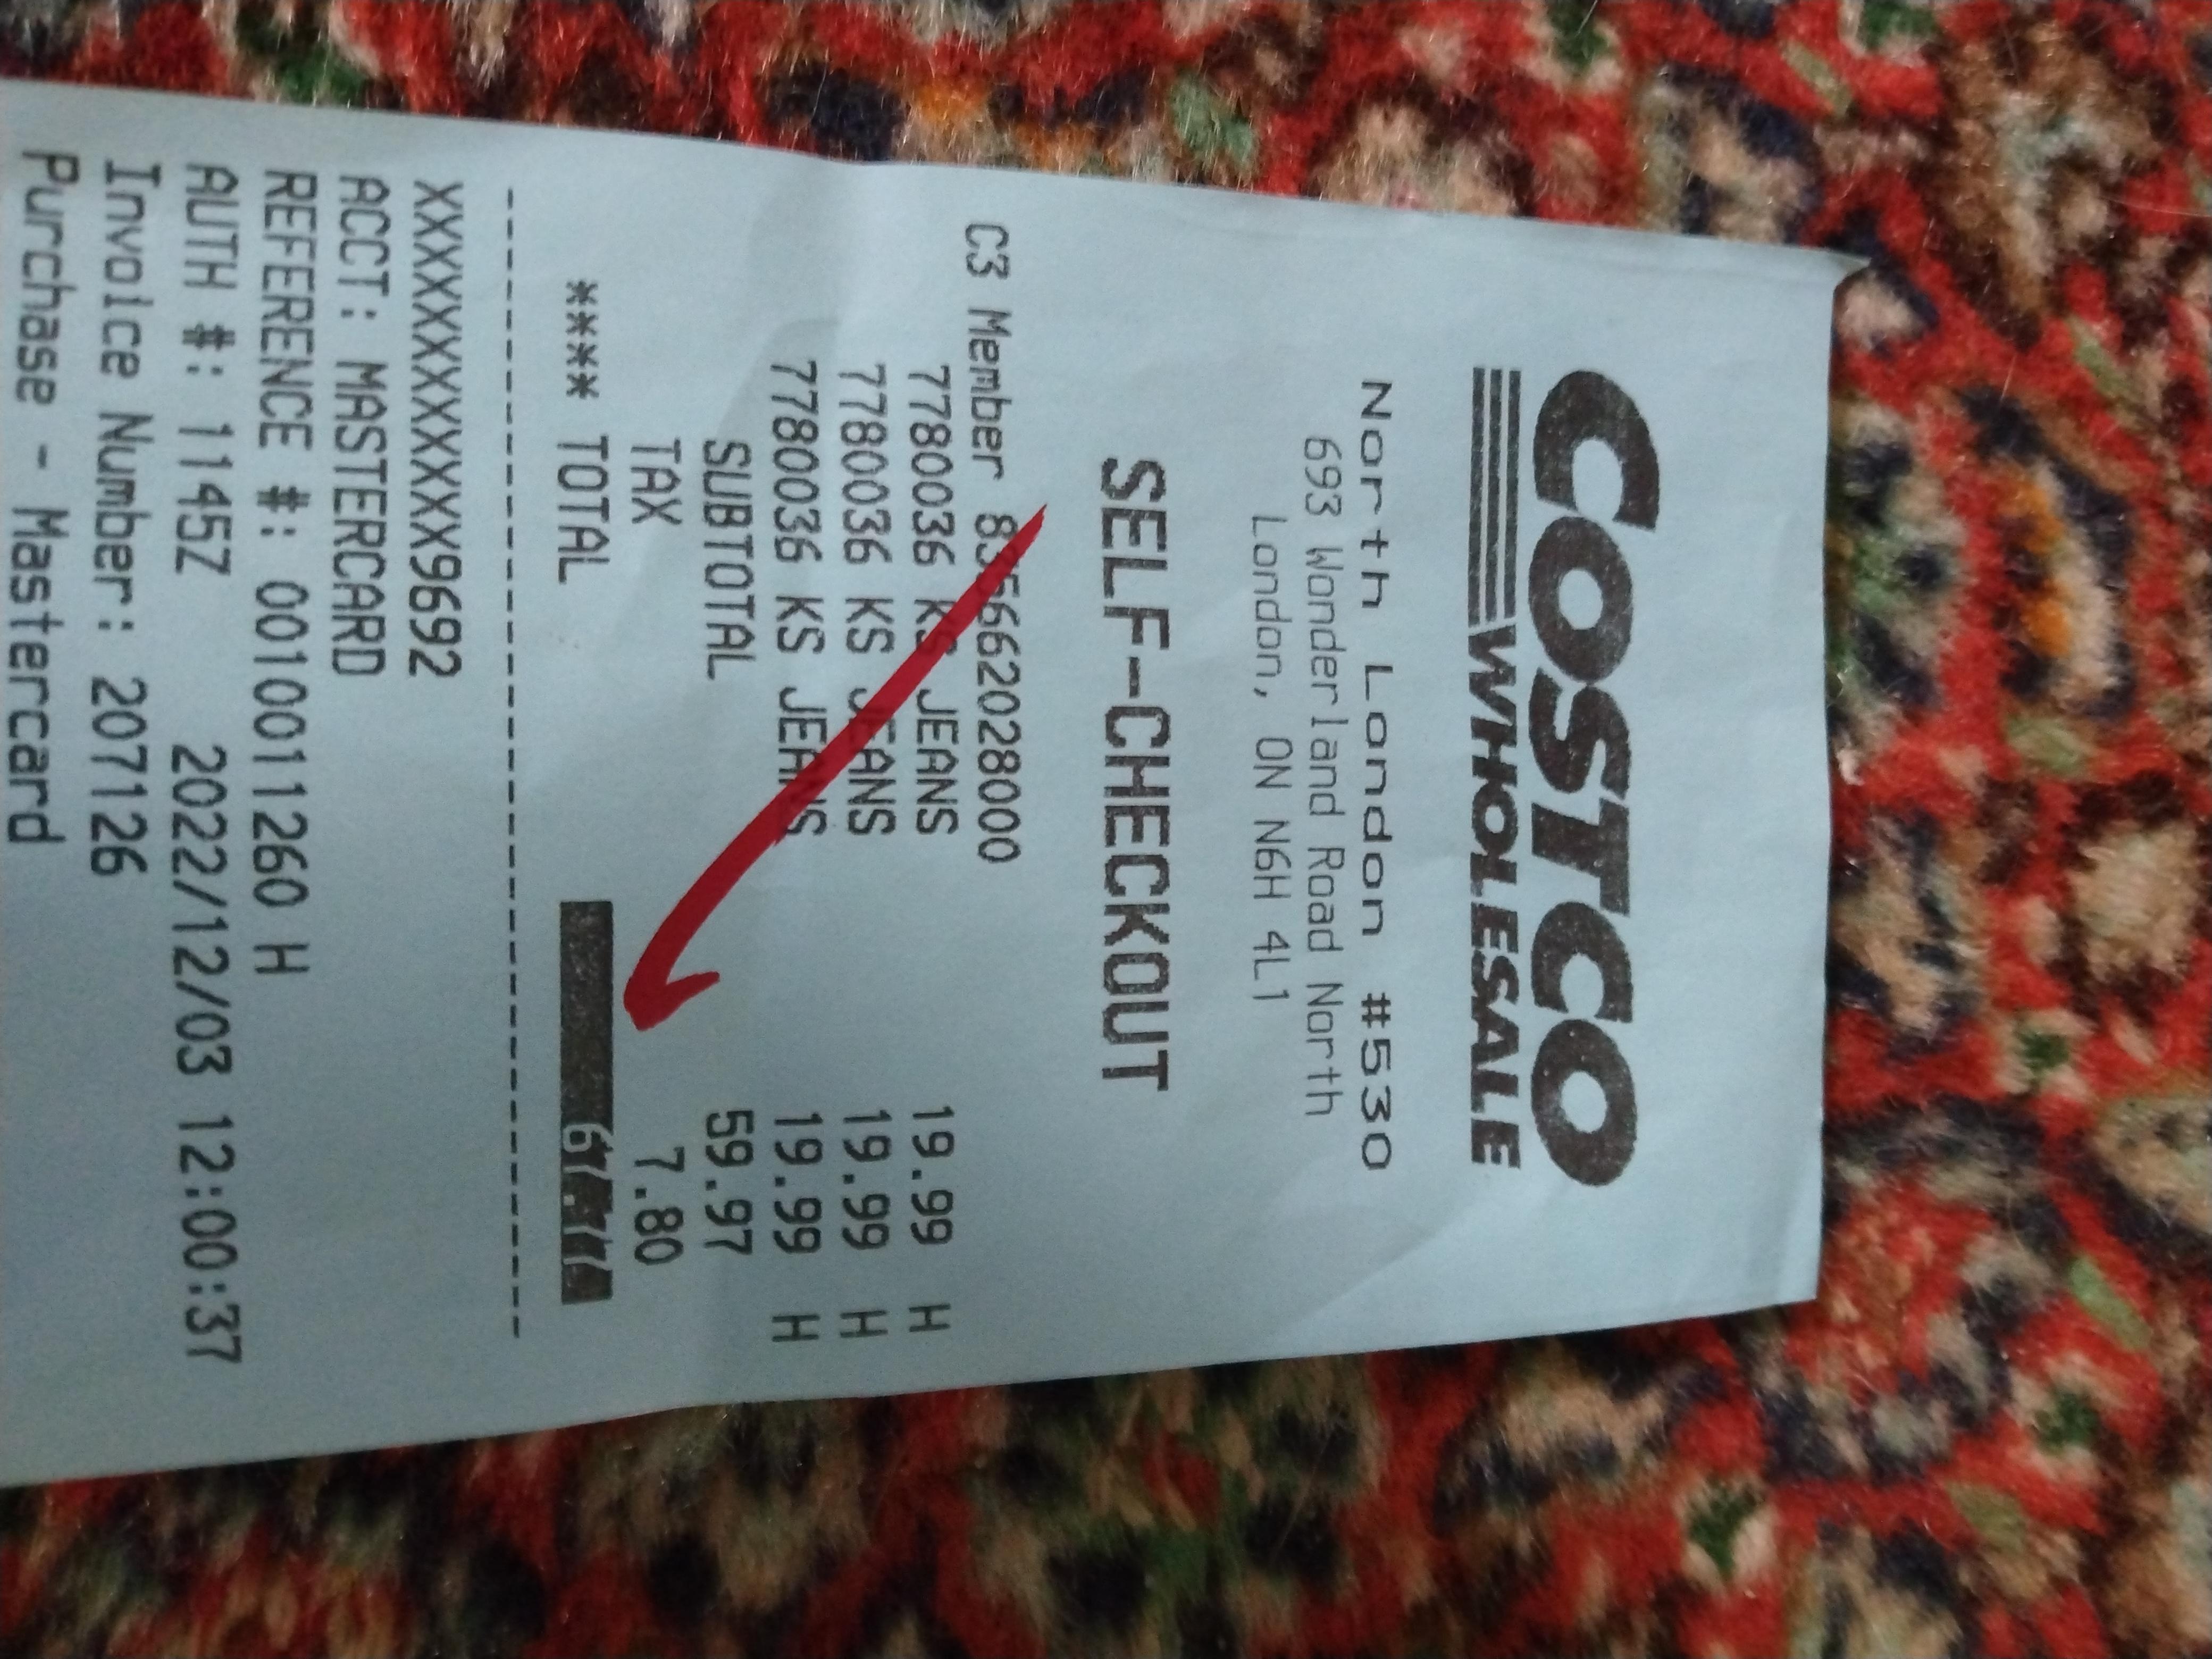 COSTCO
WHOLESALE
North London #530
693 Wonderland Road North
London, ON N6H 4L1
SELF-CHECKOUT
C3 Member
7780036 KS JEANS 19.99 H
7780036 KS JEANS 19.99 H
7780036 KS JEANS 19.99 H
SUBTOTAL 59.97
TAX 7.80
**** TOTAL
XXXXXXXXXXXX9692
ACCT: MASTERCARD
REFERENCE #: 0010011260 H
AUTH #: 1145Z 2022/12/03 12:00:37
Invoice Number: 207126
Purchase - Mastercard